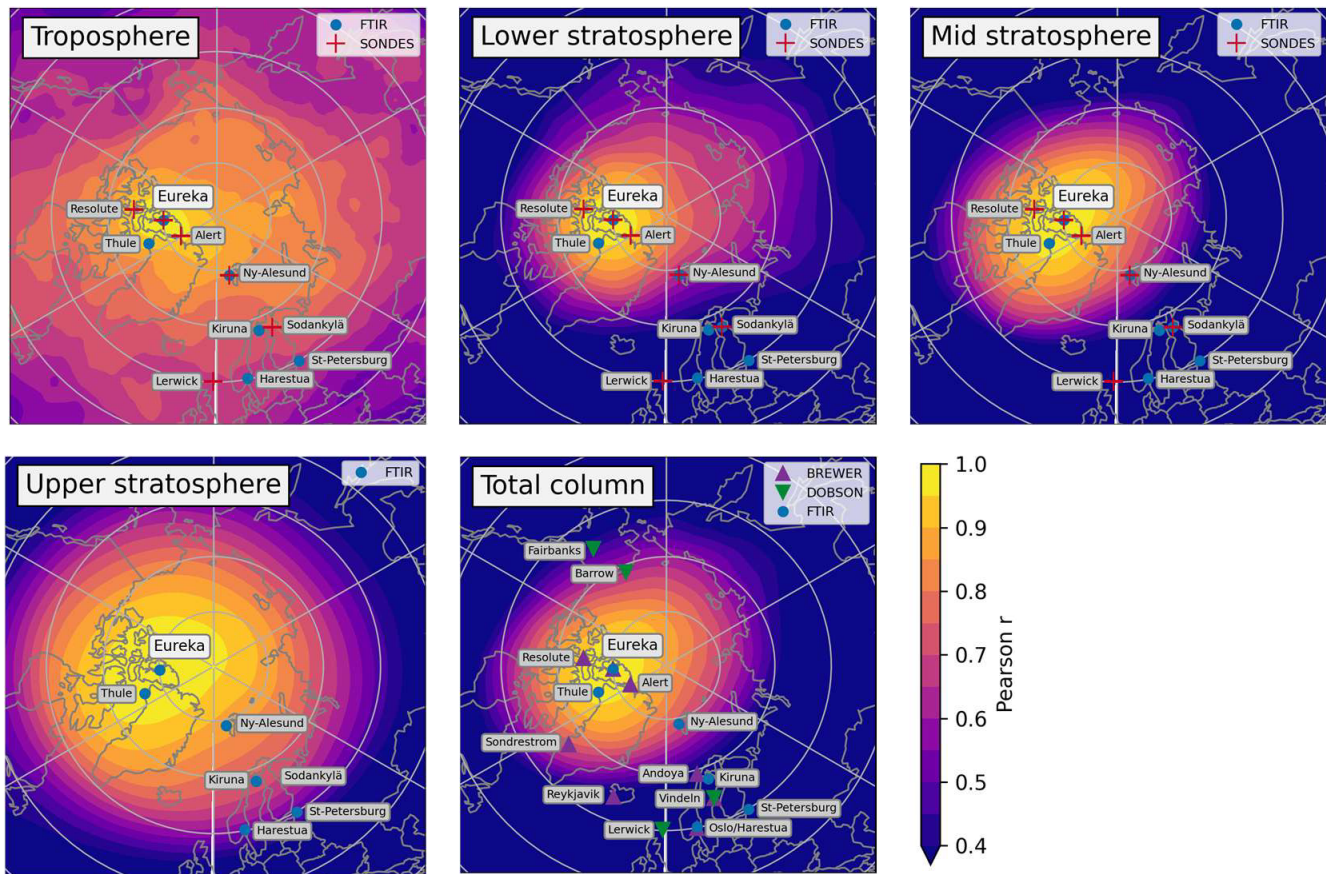 Troposphere
FTIR
SONDES
Eureka
Resolute
Alert
Thule
Ny-Alesund
Kiruna
Sodankylä
St-Petersburg
Lerwick
Harestua
Lower stratosphere
FTIR
SONDES
Eureka
Resolute
Alert
Thule
Ny-Alesund
Kiruna
Sodankylä
St-Petersburg
Lerwick
Harestua
Mid stratosphere
FTIR
SONDES
Eureka
Resolute
Alert
Thule
Ny-Alesund
Kiruna
Sodankylä
St-Petersburg
Lerwick
Harestua
Upper stratosphere
FTIR
Eureka
Thule
Ny-Alesund
Kiruna
Sodankylä
St-Petersburg
Harestua
Total column
BREWER
DOBSON
FTIR
Fairbanks
Barrow
Eureka
Resolute
Alert
Thule
Ny-Alesund
Sondrestrom
Andoya
Kiruna
Reykjavik
Vindeln
St-Petersburg
Lerwick
Oslo/Harestua
1.0
0.9
0.8
0.7
0.6
0.5
0.4
Pearson r